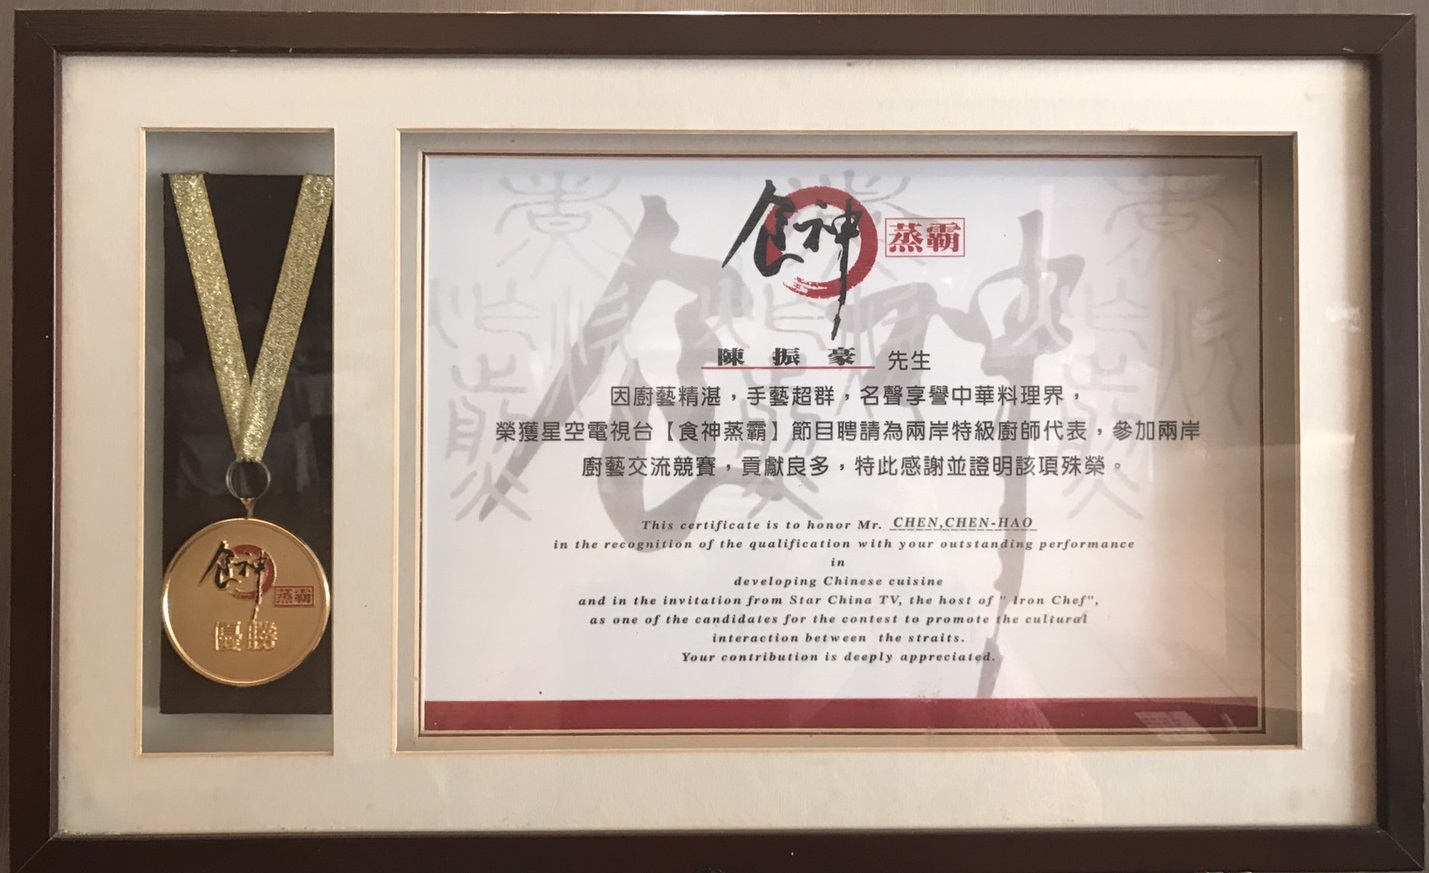 食神
蒸霸
優勝
食神
蒸霸
陳振豪 先生
因廚藝精湛，手藝超群，名聲享譽中華料理界，
榮獲星空電視台【食神蒸霸】節目聘請為兩岸特級廚師代表，參加兩岸
廚藝交流競賽，貢獻良多，特此感謝並證明該項殊榮。
This certificate is to honor Mr. CHEN,CHEN-HAO
in the recognition of the qualification with your outstanding performance
in
developing Chinese cuisine
and in the invitation from Star China TV, the host of " Iron Chef",
as one of the candidates for the contest to promote the cultural
interaction between the straits.
Your contribution is deeply appreciated.